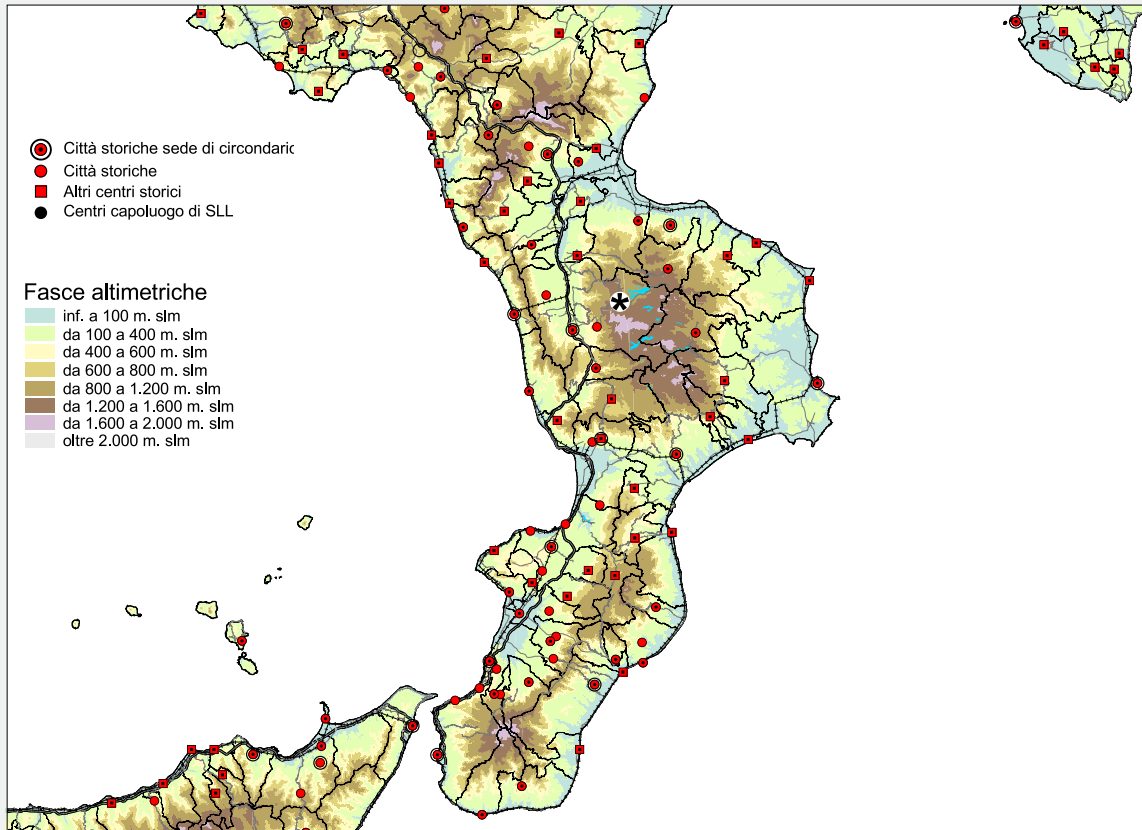 Città storiche sede di circondaric
Città storiche
Altri centri storici
Centri capoluogo di SLL
Fasce altimetriche
inf. a 100 m. slm
da 100 a 400 m. slm
da 400 a 600 m. slm
da 600 a 800 m. slm
da 800 a 1.200 m. slm
da 1.200 a 1.600 m. slm
da 1.600 a 2.000 m. slm
oltre 2.000 m. slm
*